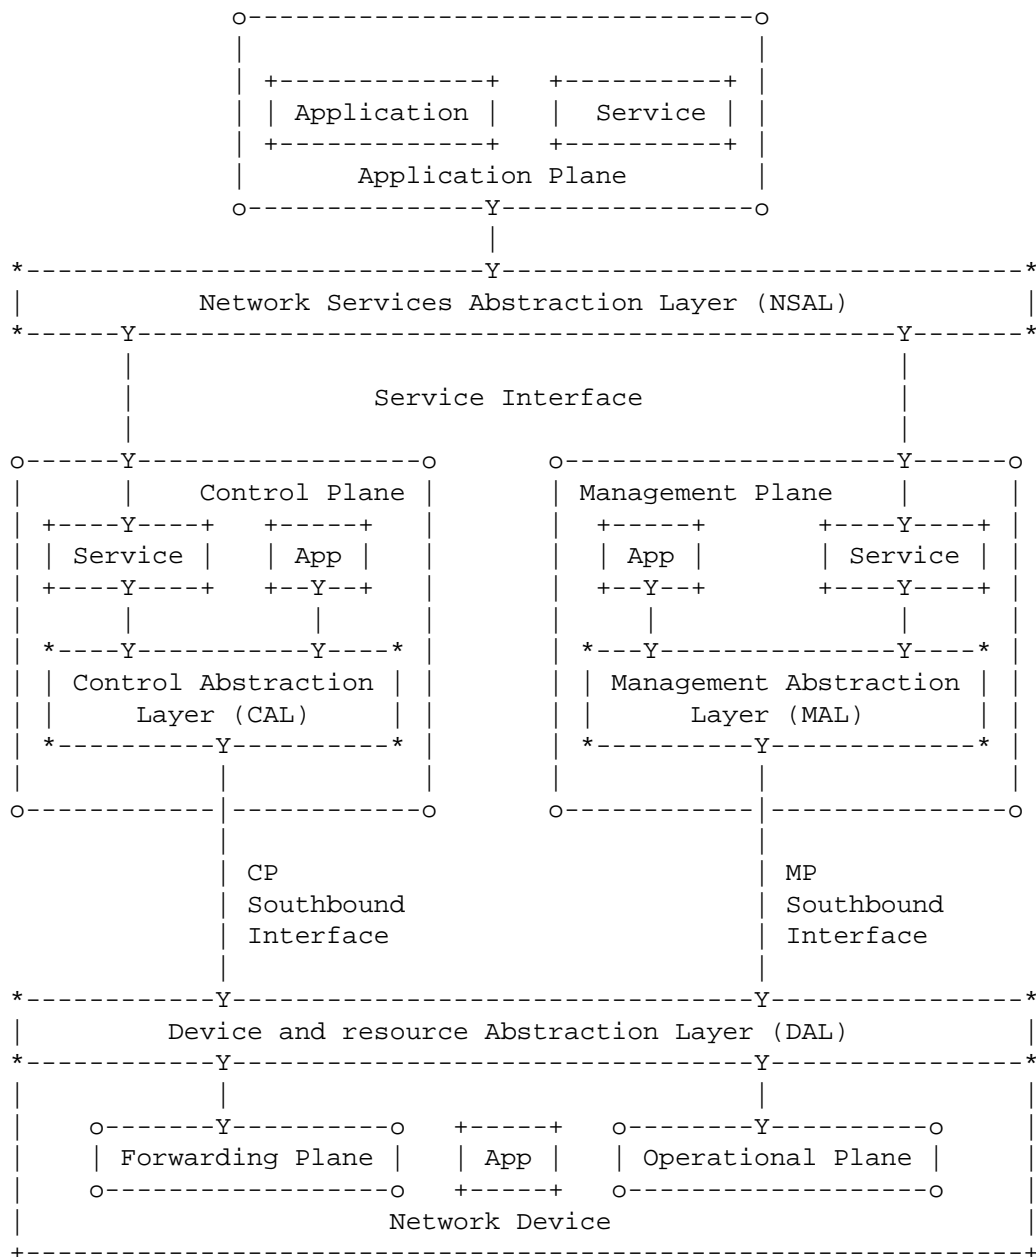 Application Service
Application Plane
Network Services Abstraction Layer (NSAL)
Service Interface
Control Plane Management Plane
Service App App Service
Control Abstraction Management Abstraction
Layer (CAL) Layer (MAL)
CP MP
Southbound Southbound
Interface Interface
Device and resource Abstraction Layer (DAL)
Forwarding Plane App Operational Plane
Network Device